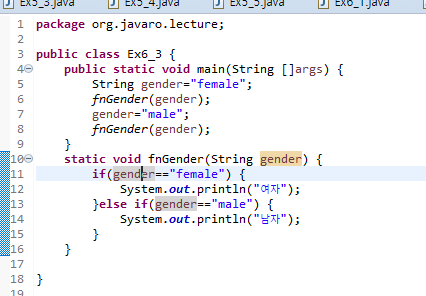 Ex5_3.java Ex5_4.java Ex5_5.java Ex6_1.java
1 package org.javaro.lecture;
2
3 public class Ex6_3 {
4 public static void main(String []args) {
5 String gender="female";
6 fnGender(gender);
7 gender="male";
8 fnGender(gender);
9 }
10 static void fnGender(String gender) {
11 if(gender=="female") {
12 System.out.println("여자");
13 }else if(gender=="male") {
14 System.out.println("남자");
15 }
16 }
17
18 }
19